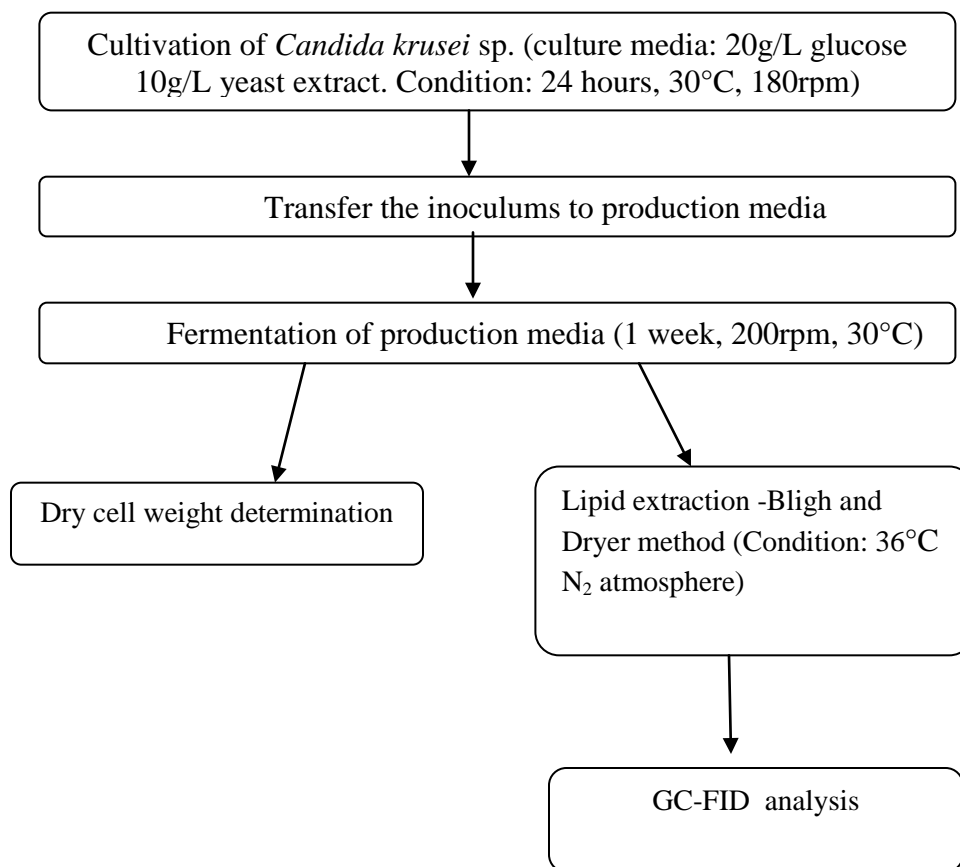 Cultivation of Candida krusei sp. (culture media: 20g/L glucose
10g/L yeast extract. Condition: 24 hours, 30°C, 180rpm)
Transfer the inoculums to production media
Fermentation of production media (1 week, 200rpm, 30°C)
Dry cell weight determination
Lipid extraction -Bligh and
Dryer method (Condition: 36°C
N₂ atmosphere)
GC-FID analysis